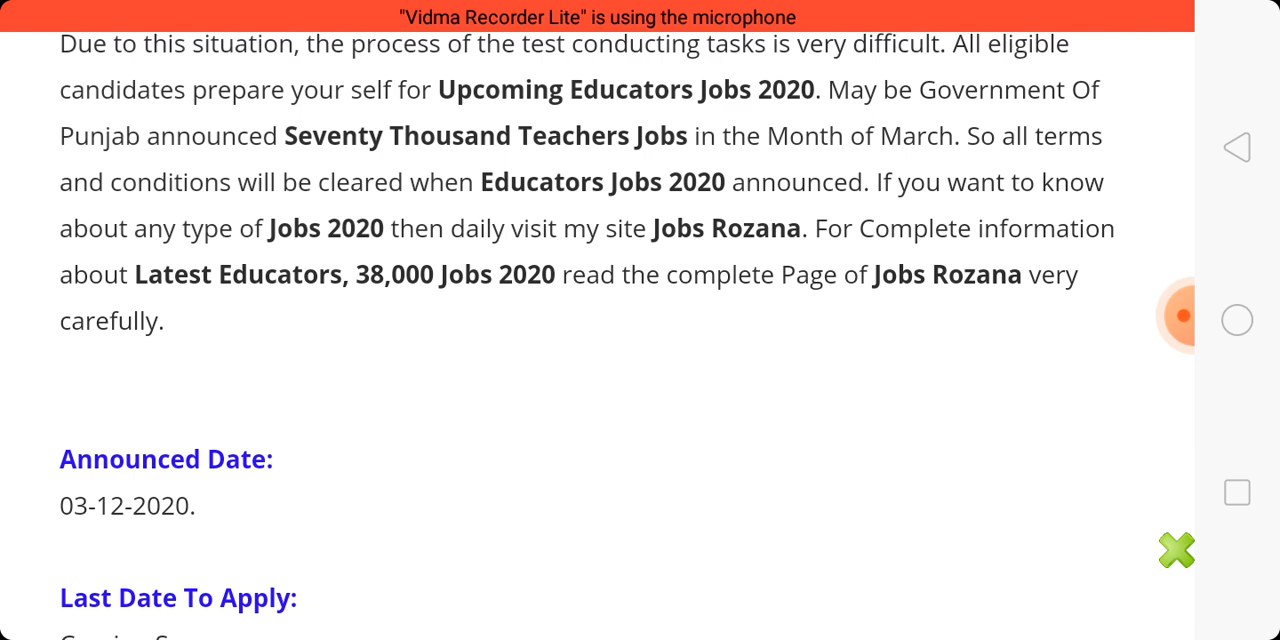 "Vidma Recorder Lite" is using the microphone
Due to this situation, the process of the test conducting tasks is very difficult. All eligible
candidates prepare your self for Upcoming Educators Jobs 2020. May be Government Of
Punjab announced Seventy Thousand Teachers Jobs in the Month of March. So all terms
and conditions will be cleared when Educators Jobs 2020 announced. If you want to know
about any type of Jobs 2020 then daily visit my site Jobs Rozana. For Complete information
about Latest Educators, 38,000 Jobs 2020 read the complete Page of Jobs Rozana very
carefully.
Announced Date:
03-12-2020.
Last Date To Apply: